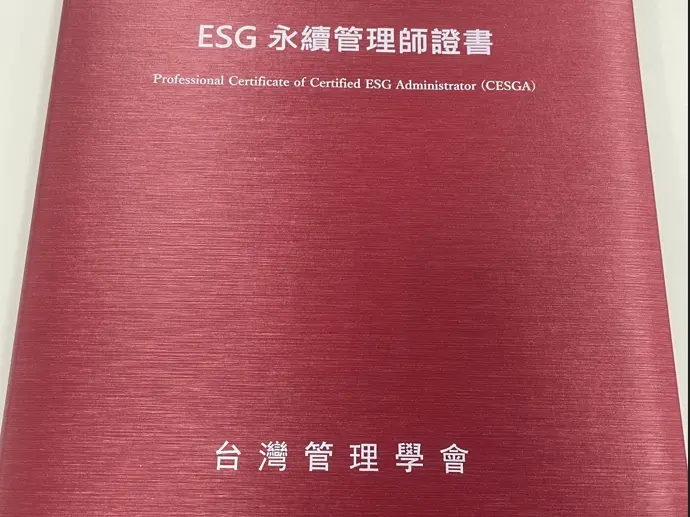 ESG 永續管理師證書
Professional Certificate of Certified ESG Administrator (CESGA)
台灣管理學會